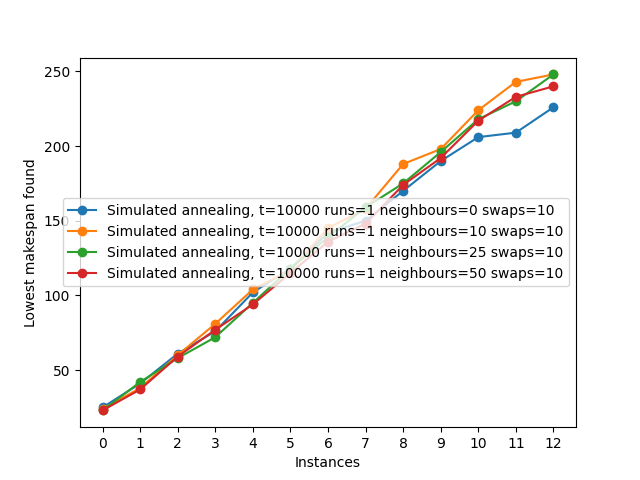 250
200
150
100
50
Lowest makespan found
Simulated annealing, t=10000 runs=1 neighbours=0 swaps=10
Simulated annealing, t=10000 runs=1 neighbours=10 swaps=10
Simulated annealing, t=10000 runs=1 neighbours=25 swaps=10
Simulated annealing, t=10000 runs=1 neighbours=50 swaps=10
0 1 2 3 4 5 6 7 8 9 10 11 12
Instances